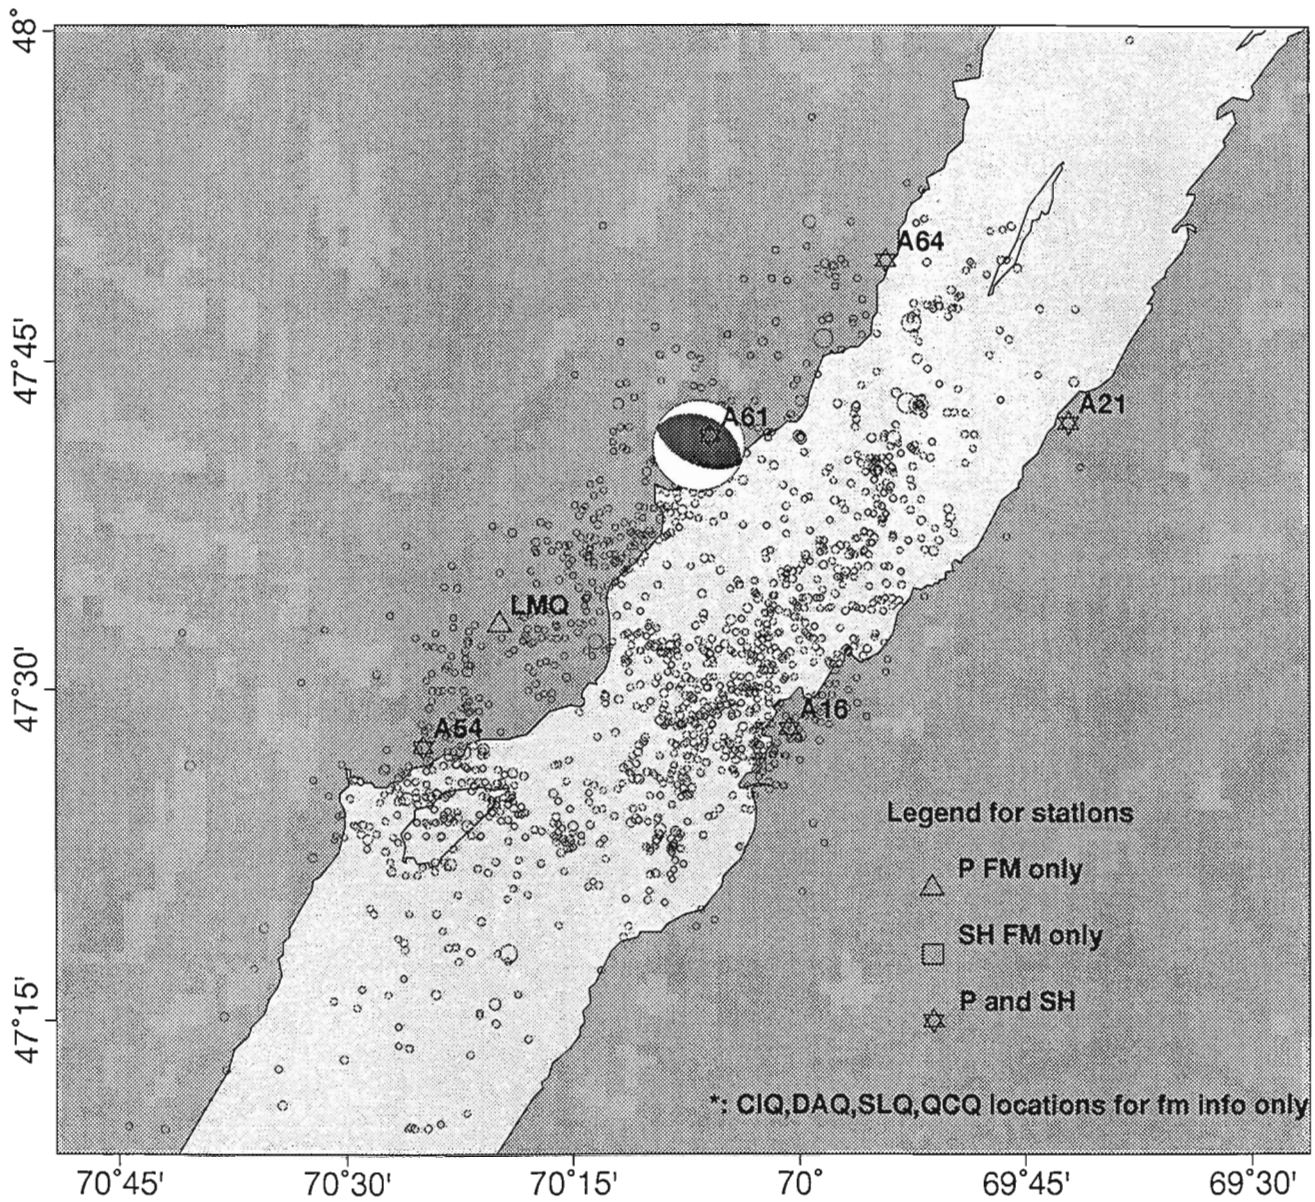 48°
A64
47°45'
A21
A61
LMQ
47°30'
A16
A54
Legend for stations
P FM only
SH FM only
P and SH
47°15'
*: CIQ,DAQ,SLQ,QCQ locations for fm info only
70°45' 70°30' 70°15' 70° 69°45' 69°30'